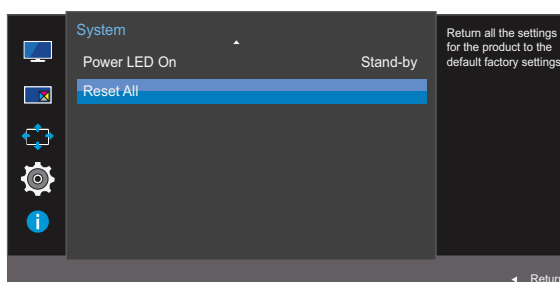 System
Power LED On Stand-by
Reset All
Return all the settings
for the product to the
default factory settings
Return